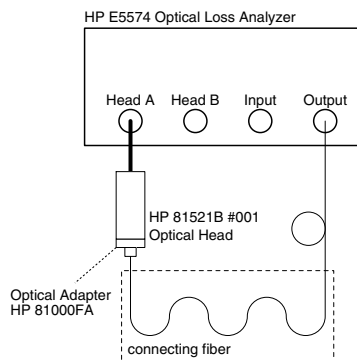 HP E5574 Optical Loss Analyzer
Head A Head B Input Output
HP 81521B #001
Optical Head
Optical Adapter
HP 81000FA
connecting fiber